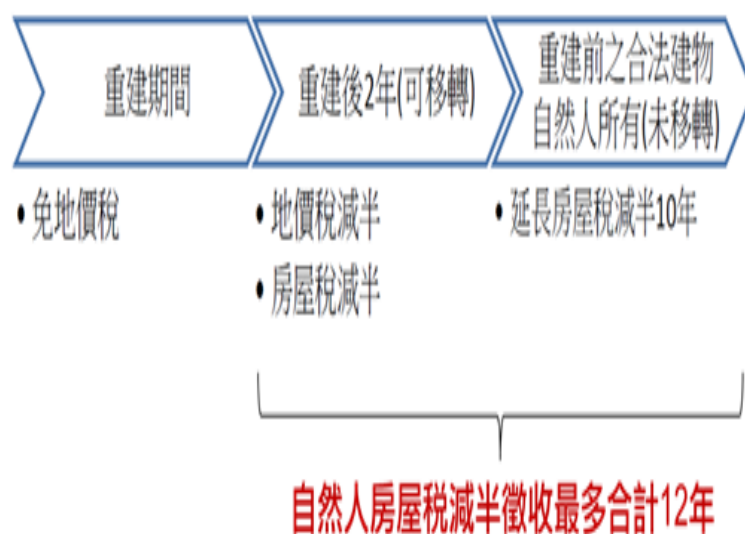 重建期間
重建後2年(可移轉)
重建前之合法建物
自然人所有(未移轉)
• 免地價稅
• 地價稅減半
• 房屋稅減半
• 延長房屋稅減半10年
自然人房屋稅減半徵收最多合計12年